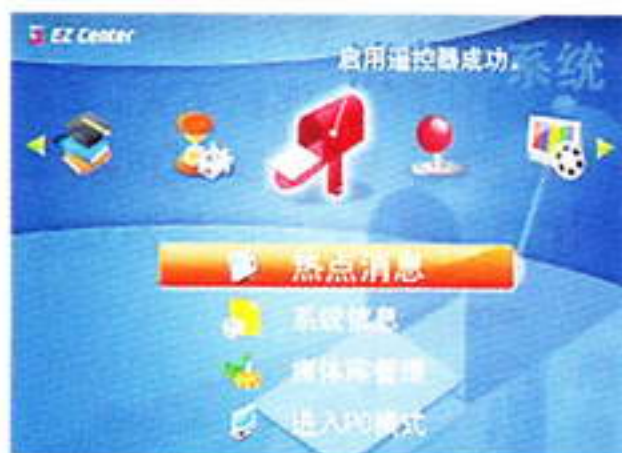 EZ Center
启用遥控器成功.
系统
热点消息
系统信息
媒体库管理
进入PC模式